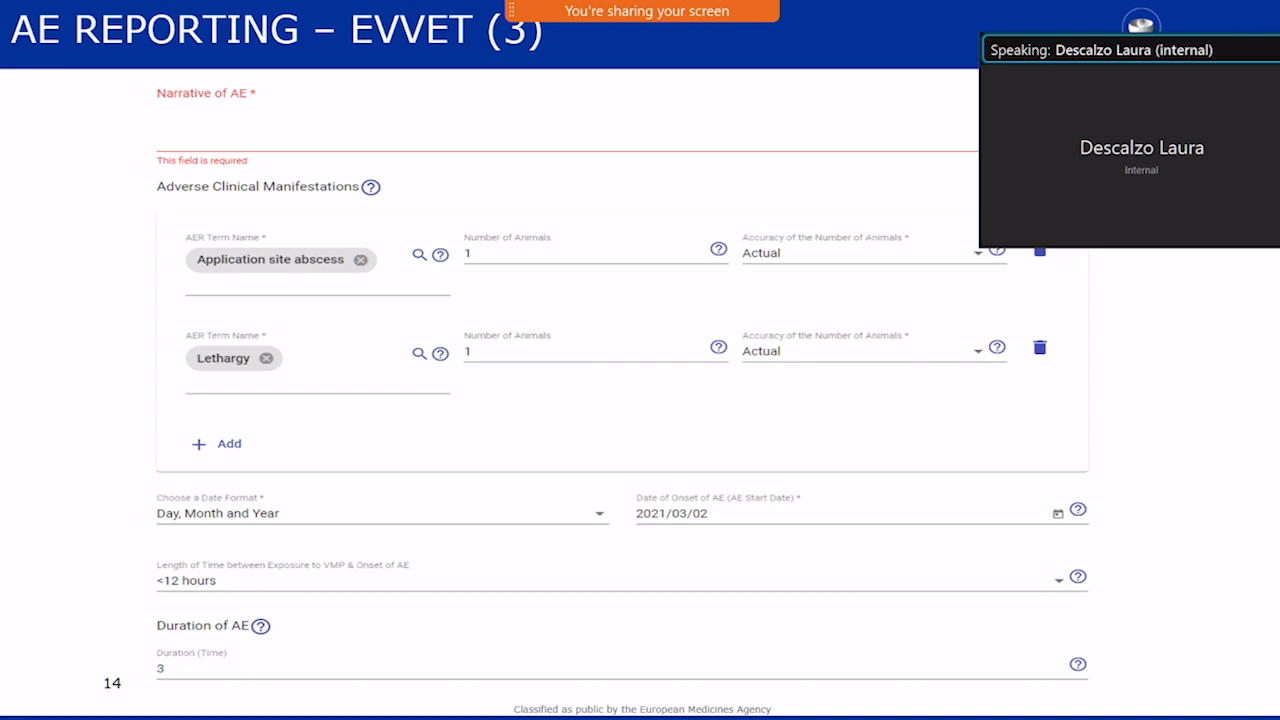 You're sharing your screen
AE REPORTING – EVVET (3)
Speaking: Descalzo Laura (internal)
Descalzo Laura
Internal
Narrative of AE *
This field is required
Adverse Clinical Manifestations ?
AER Term Name * Number of Animals Accuracy of the Number of Animals *
Application site abscess ? 1 ? Actual ?
AER Term Name * Number of Animals Accuracy of the Number of Animals *
Lethargy ? 1 ? Actual ?
+ Add
Choose a Date Format * Date of Onset of AE (AE Start Date) *
Day, Month and Year 2021/03/02 ?
Length of Time between Exposure to VMP & Onset of AE
<12 hours ?
Duration of AE ?
Duration (Time)
3 ?
14
Classified as public by the European Medicines Agency